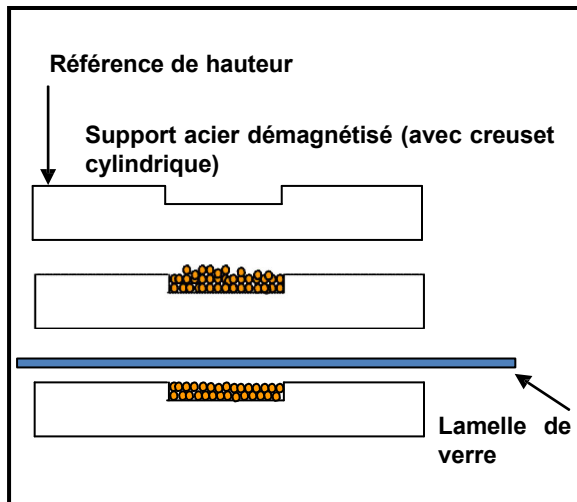 Référence de hauteur
Support acier démagnétisé (avec creuset
cylindrique)
Lamelle de
verre